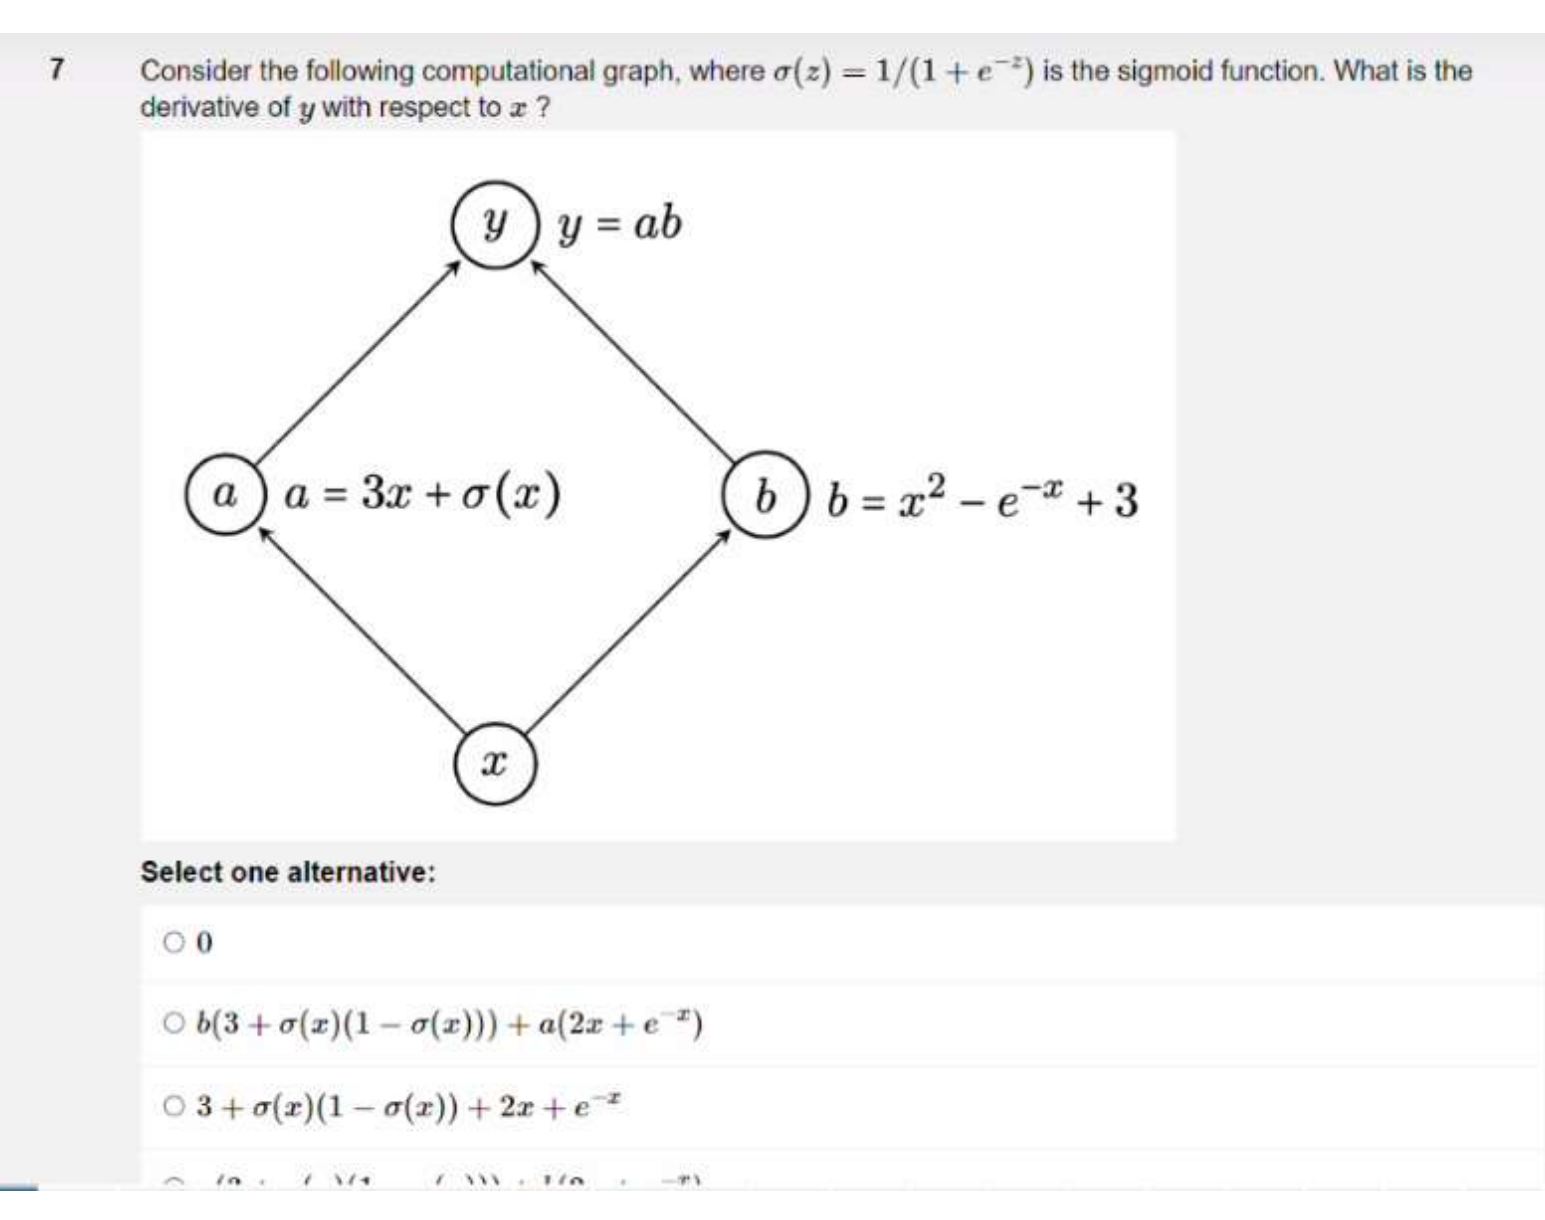 7 Consider the following computational graph, where σ(z) = 1/(1 + e⁻ᶻ) is the sigmoid function. What is the
derivative of y with respect to x ?
y y = ab
a a = 3x + σ(x) b b = x² − e⁻ˣ + 3
x
Select one alternative:
0
b(3 + σ(x)(1 − σ(x))) + a(2x + e⁻ˣ)
3 + σ(x)(1 − σ(x)) + 2x + e⁻ˣ